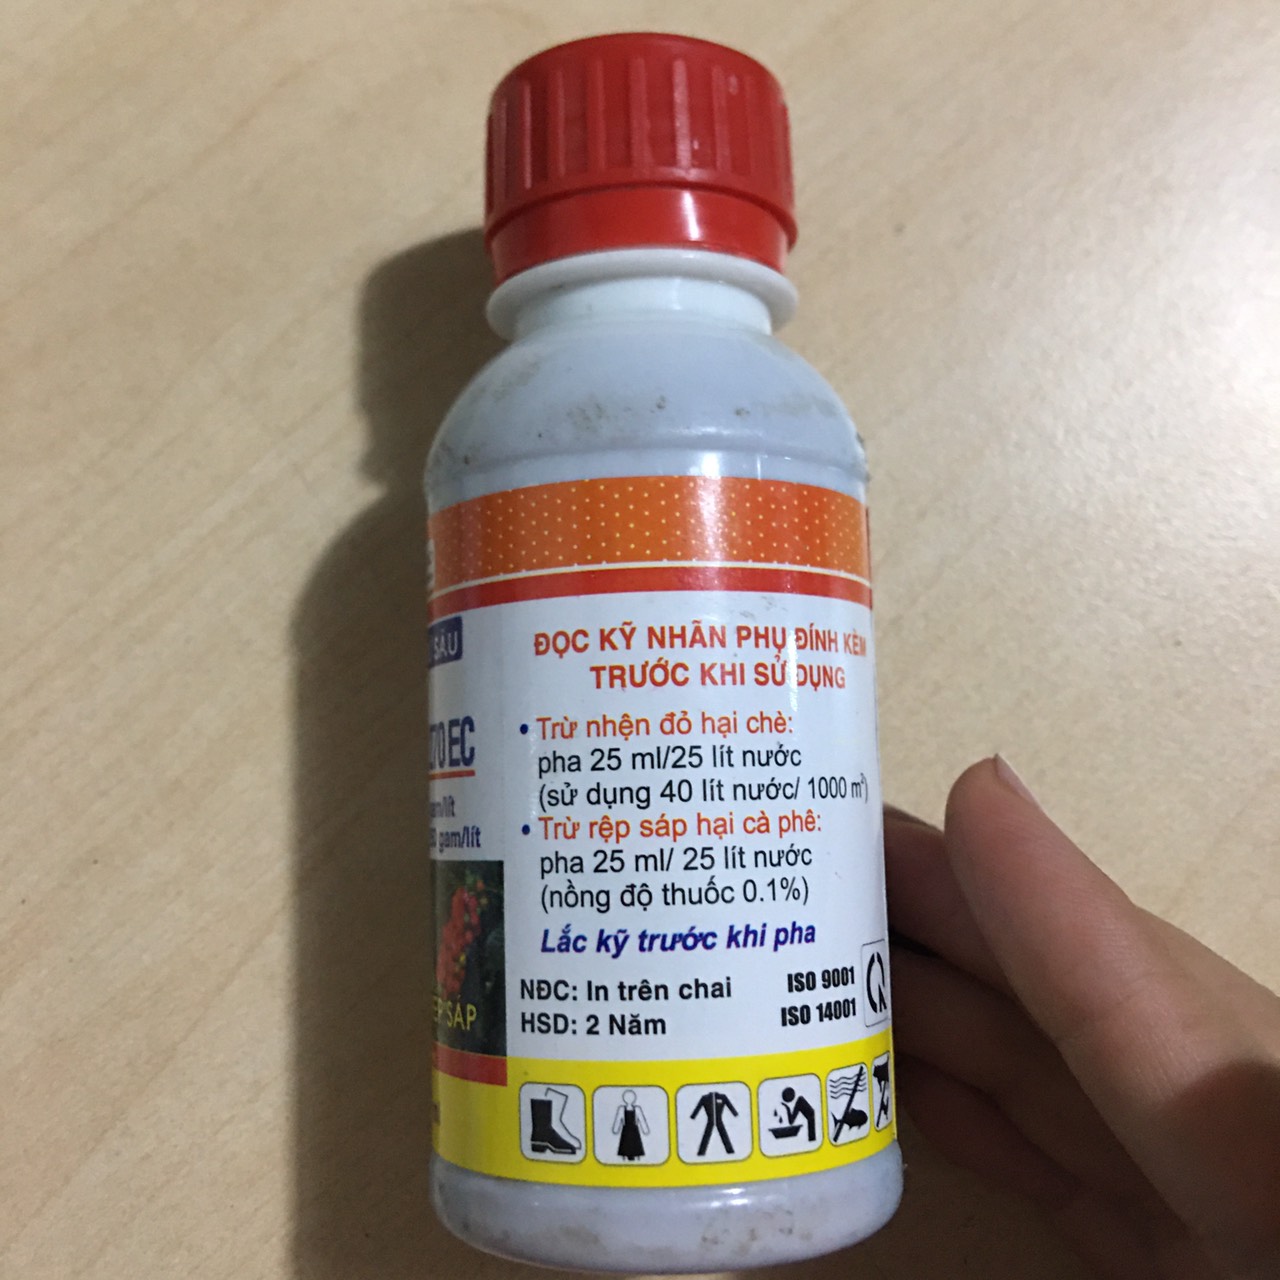 SÂU
70 EC
gam/lít
SÁP
ĐỌC KỸ NHÃN PHỤ ĐÍNH KÈM
TRƯỚC KHI SỬ DỤNG
• Trừ nhện đỏ hại chè:
pha 25 ml/25 lít nước
(sử dụng 40 lít nước/ 1000 m²)
• Trừ rệp sáp hại cà phê:
pha 25 ml/ 25 lít nước
(nồng độ thuốc 0.1%)
Lắc kỹ trước khi pha
NĐC: In trên chai
HSD: 2 Năm
ISO 9001
ISO 14001